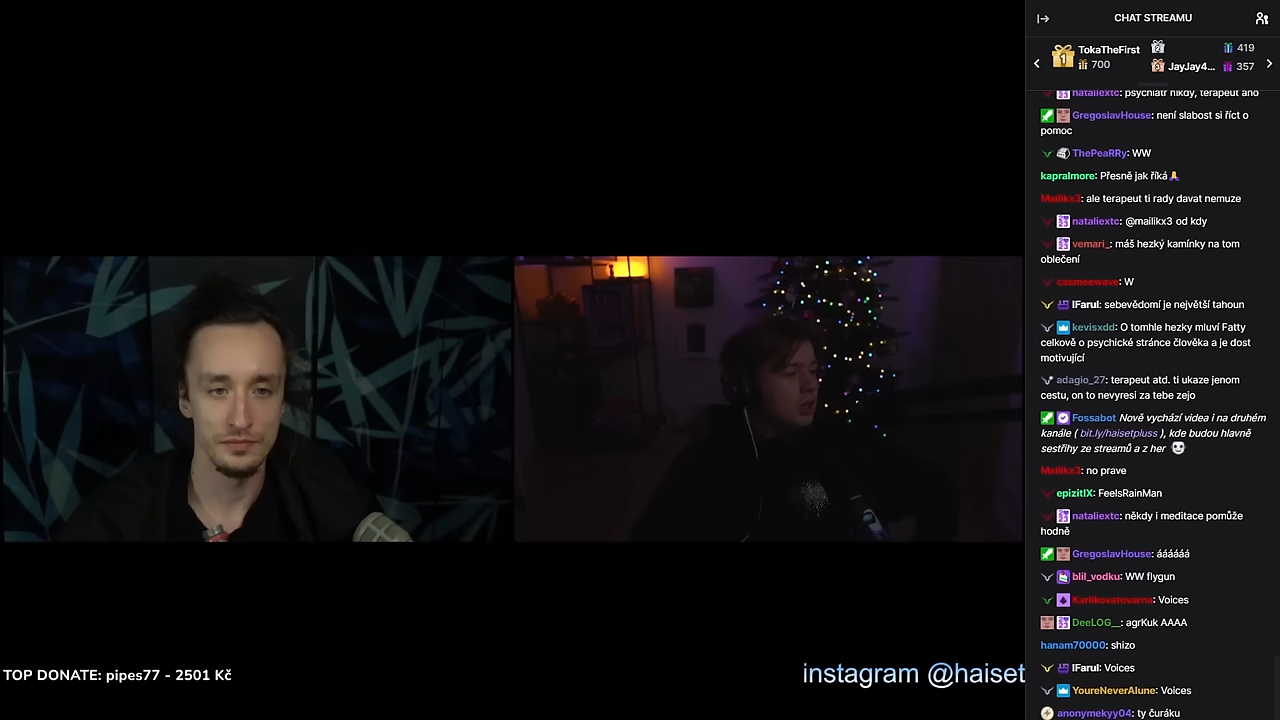 CHAT STREAMU
TokaTheFirst
700
419
JayJay4...
357
nataliextc: psychiatr nikdy, terapeut ano
GregoslavHouse: není slabost si říct o
pomoc
ThePeaRRy: WW
kapralmore: Přesně jak říká
Mailikx3: ale terapeut ti rady davat nemuze
nataliextc: @mailikx3 od kdy
vemari_: máš hezký kamínky na tom
oblečení
casmeewave: W
IFarul: sebevědomí je největší tahoun
kevisxdd: O tomhle hezky mluví Fatty
celkově o psychické stránce člověka a je dost
motivující
adagio_27: terapeut atd. ti ukaze jenom
cestu, on to nevyresi za tebe zejo
Fossabot Nově vychází videa i na druhém
kanále ( bit.ly/haisetpluss ), kde budou hlavně
sestřihy ze streamů a z her
Mailikx3: no prave
epizitIX: FeelsRainMan
nataliextc: někdy i meditace pomůže
hodně
GregoslavHouse: áááááá
blil_vodku: WW flygun
Karlikovatovarna: Voices
DeeLOG__: agrKuk AAAA
hanam70000: shizo
IFarul: Voices
YoureNeverAlune: Voices
anonymekyy04: ty čuráku
TOP DONATE: pipes77 - 2501 Kč
instagram @haiset